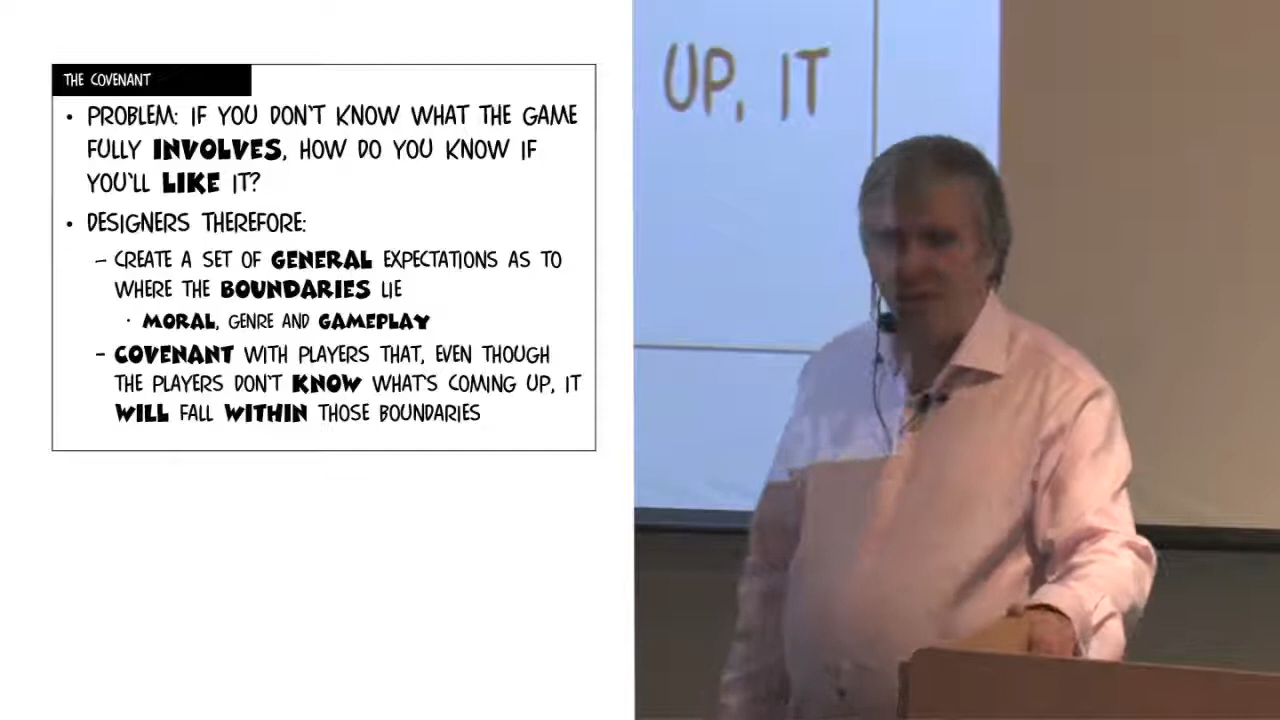 THE COVENANT
• PROBLEM: IF YOU DON'T KNOW WHAT THE GAME
FULLY INVOLVES, HOW DO YOU KNOW IF
YOU'LL LIKE IT?
• DESIGNERS THEREFORE:
– CREATE A SET OF GENERAL EXPECTATIONS AS TO
WHERE THE BOUNDARIES LIE
· MORAL, GENRE AND GAMEPLAY
– COVENANT WITH PLAYERS THAT, EVEN THOUGH
THE PLAYERS DON'T KNOW WHAT'S COMING UP, IT
WILL FALL WITHIN THOSE BOUNDARIES
UP, IT